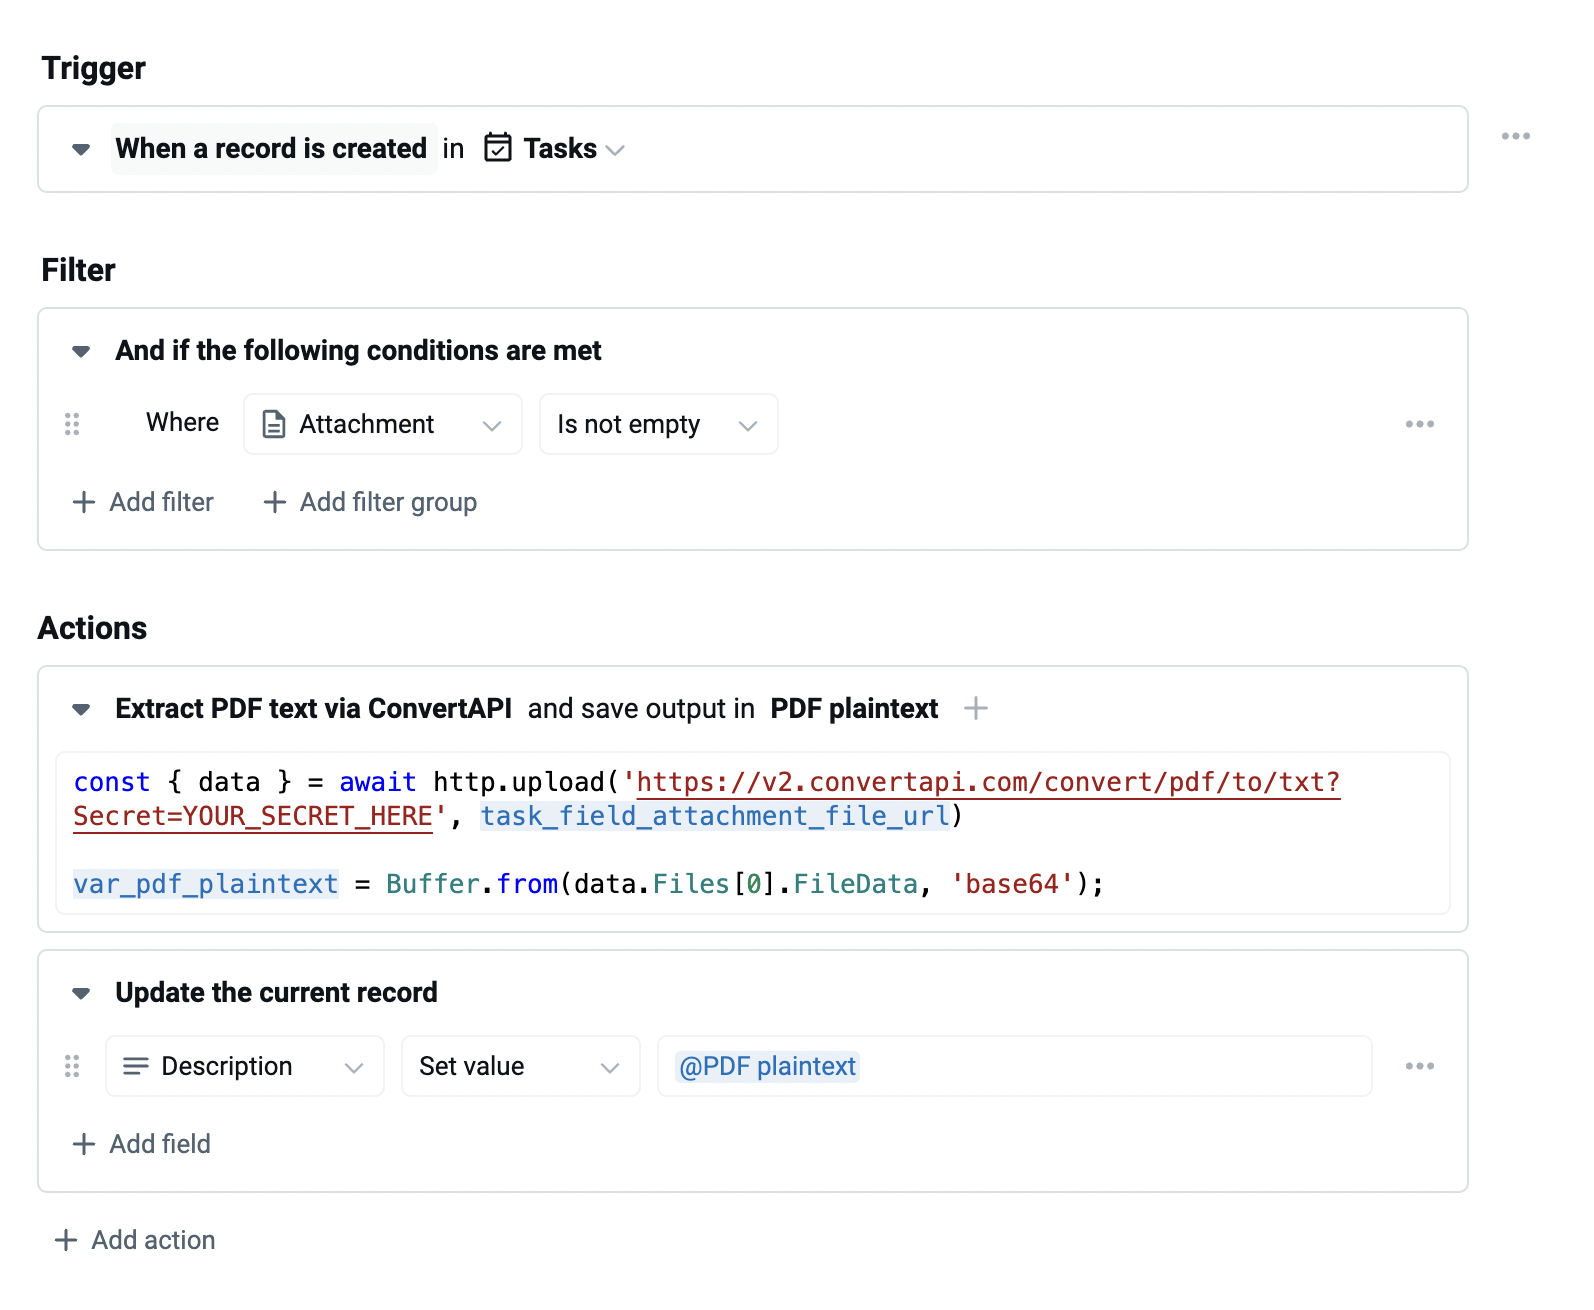 Trigger
When a record is created in Tasks
Filter
And if the following conditions are met
Where Attachment Is not empty
Add filter Add filter group
Actions
Extract PDF text via ConvertAPI and save output in PDF plaintext
const { data } = await http.upload('https://v2.convertapi.com/convert/pdf/to/txt?
Secret=YOUR_SECRET_HERE', task_field_attachment_file_url)
var_pdf_plaintext = Buffer.from(data.Files[0].FileData, 'base64');
Update the current record
Description Set value @PDF plaintext
Add field
Add action